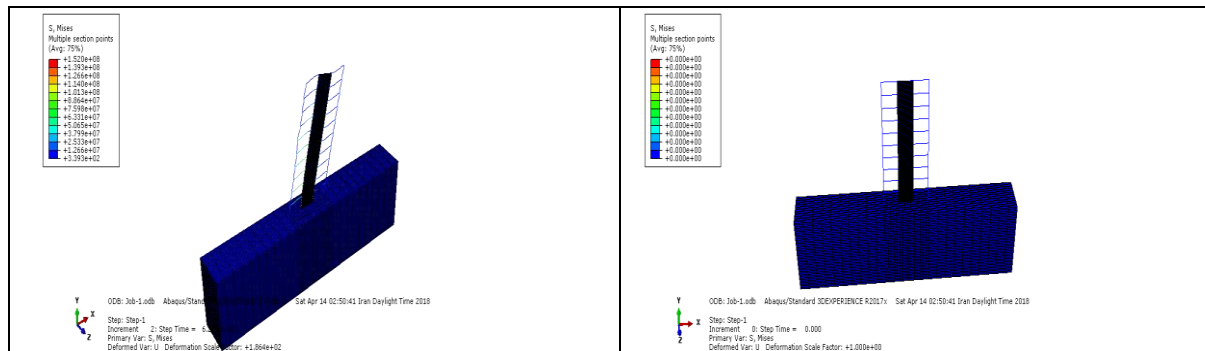 S, Mises
Multiple section points
(Avg: 75%)
+1.520e+08
+1.393e+08
+1.266e+08
+1.140e+08
+1.013e+08
+8.864e+07
+7.598e+07
+6.331e+07
+5.065e+07
+3.799e+07
+2.533e+07
+1.266e+07
+3.393e+02
Y
X
Z
ODB: Job-1.odb Abaqus/Standard Sat Apr 14 02:50:41 Iran Daylight Time 2018
Step: Step-1
Increment 2: Step Time = 6.
Primary Var: S, Mises
Deformed Var: U Deformation Scale Factor: +1.864e+02
S, Mises
Multiple section points
(Avg: 75%)
+0.000e+00
+0.000e+00
+0.000e+00
+0.000e+00
+0.000e+00
+0.000e+00
+0.000e+00
+0.000e+00
+0.000e+00
+0.000e+00
+0.000e+00
+0.000e+00
+0.000e+00
Y
X
Z
ODB: Job-1.odb Abaqus/Standard 3DEXPERIENCE R2017x Sat Apr 14 02:50:41 Iran Daylight Time 2018
Step: Step-1
Increment 0: Step Time = 0.000
Primary Var: S, Mises
Deformed Var: U Deformation Scale Factor: +1.000e+00